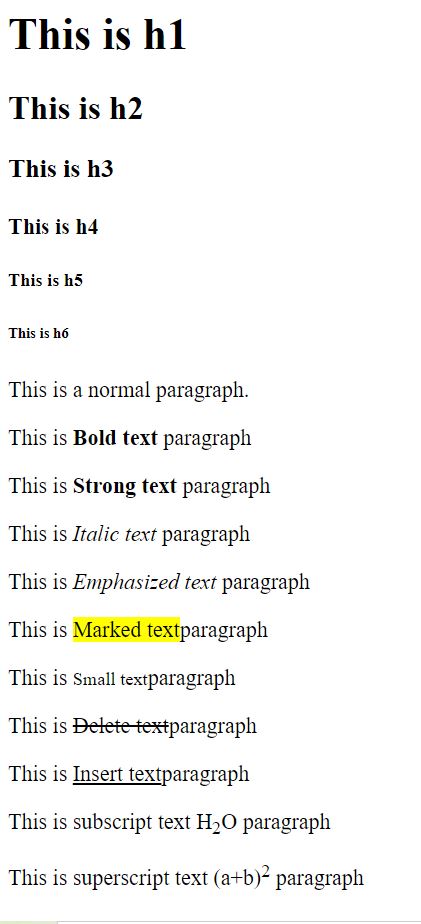 This is h1
This is h2
This is h3
This is h4
This is h5
This is h6
This is a normal paragraph.
This is Bold text paragraph
This is Strong text paragraph
This is Italic text paragraph
This is Emphasized text paragraph
This is Marked textparagraph
This is Small textparagraph
This is Delete textparagraph
This is Insert textparagraph
This is subscript text H₂O paragraph
This is superscript text (a+b)² paragraph